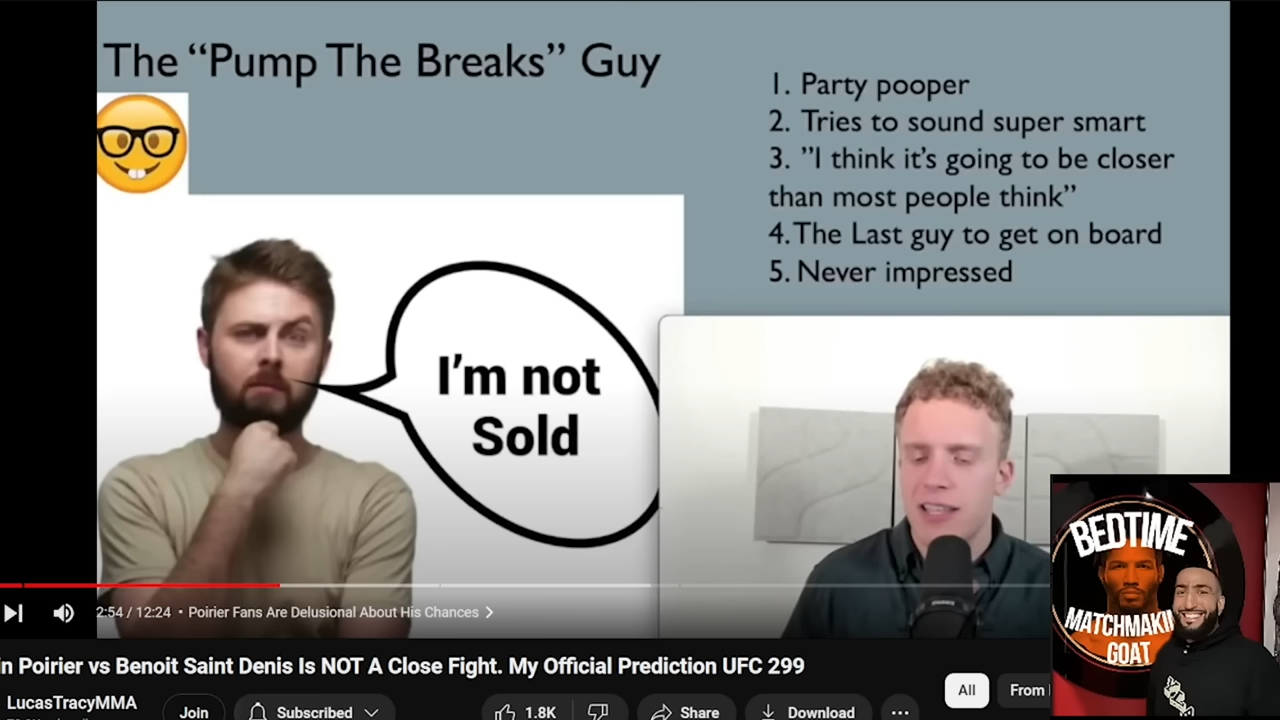 The “Pump The Breaks” Guy
1. Party pooper
2. Tries to sound super smart
3. ”I think it’s going to be closer
than most people think”
4. The Last guy to get on board
5. Never impressed
I’m not
Sold
BEDTIME
MATCHMAKI
GOAT
2:54 / 12:24 • Poirier Fans Are Delusional About His Chances >
n Poirier vs Benoit Saint Denis Is NOT A Close Fight. My Official Prediction UFC 299
LucasTracyMMA
Join
Subscribed
1.8K
Share
Download
...
All
From